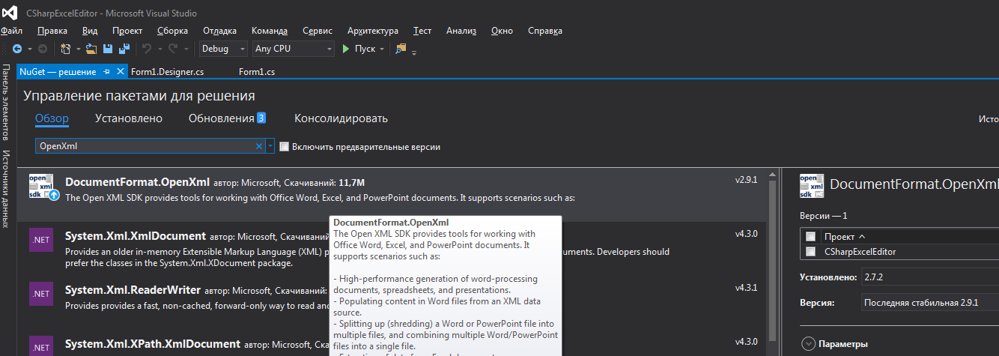 CSharpExcelEditor - Microsoft Visual Studio
Файл Правка Вид Проект Сборка Отладка Команда Сервис Архитектура Тест Анализ Окно Справка
Debug Any CPU Пуск
Панель элементов
Источники данных
NuGet — решение Form1.Designer.cs Form1.cs
Управление пакетами для решения
Обзор Установлено Обновления 3 Консолидировать
Исто
OpenXml
Включить предварительные версии
open xml sdk
DocumentFormat.OpenXml автор: Microsoft, Скачиваний: 11,7M
v2.9.1
The Open XML SDK provides tools for working with Office Word, Excel, and PowerPoint documents. It supports scenarios such as:
.NET
System.Xml.XmlDocument автор: Microsoft, Скачив
v4.3.0
Provides an older in-memory Extensible Markup Language (XML) p
uments. Developers should
prefer the classes in the System.Xml.XDocument package.
.NET
System.Xml.ReaderWriter автор: Microsoft, Скачиваний:
v4.3.1
Provides provides a fast, non-cached, forward-only way to read an
.NET
System.Xml.XPath.XmlDocument автор: Microsoft,
v4.3.0
DocumentFormat.OpenXml
The Open XML SDK provides tools for working with
Office Word, Excel, and PowerPoint documents. It
supports scenarios such as:
- High-performance generation of word-processing
documents, spreadsheets, and presentations.
- Populating content in Word files from an XML data
source.
- Splitting up (shredding) a Word or PowerPoint file into
multiple files, and combining multiple Word/PowerPoint
files into a single file.
open xml sdk
DocumentFormat.OpenXml
Версии — 1
Проект
CSharpExcelEditor
Установлено: 2.7.2
Версия: Последняя стабильная 2.9.1
Параметры